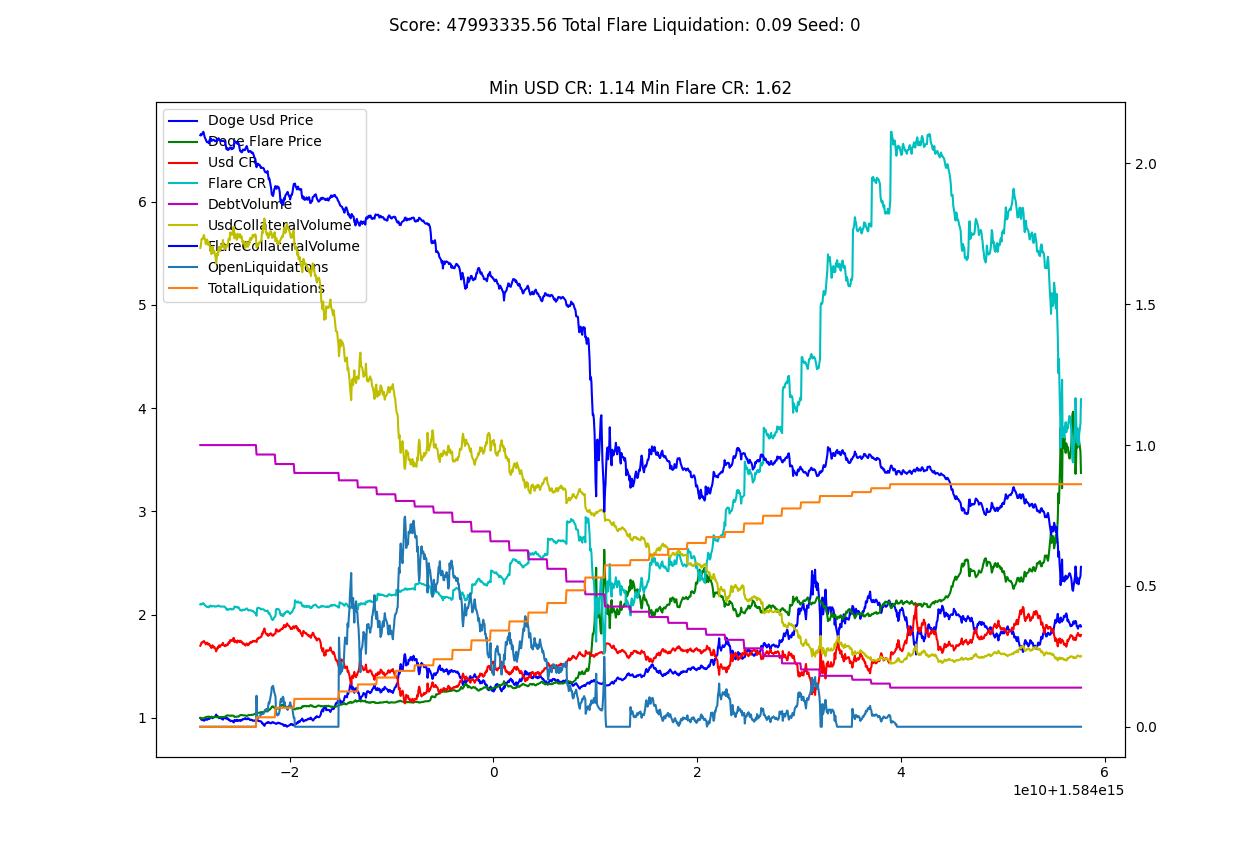 Score: 47993335.56 Total Flare Liquidation: 0.09 Seed: 0
Min USD CR: 1.14 Min Flare CR: 1.62
Doge Usd Price
Doge Flare Price
Usd CR
Flare CR
DebtVolume
UsdCollateralVolume
FlareCollateralVolume
OpenLiquidations
TotalLiquidations
6
5
4
3
2
1
2.0
1.5
1.0
0.5
0.0
−2 0 2 4 6
1e10+1.584e15